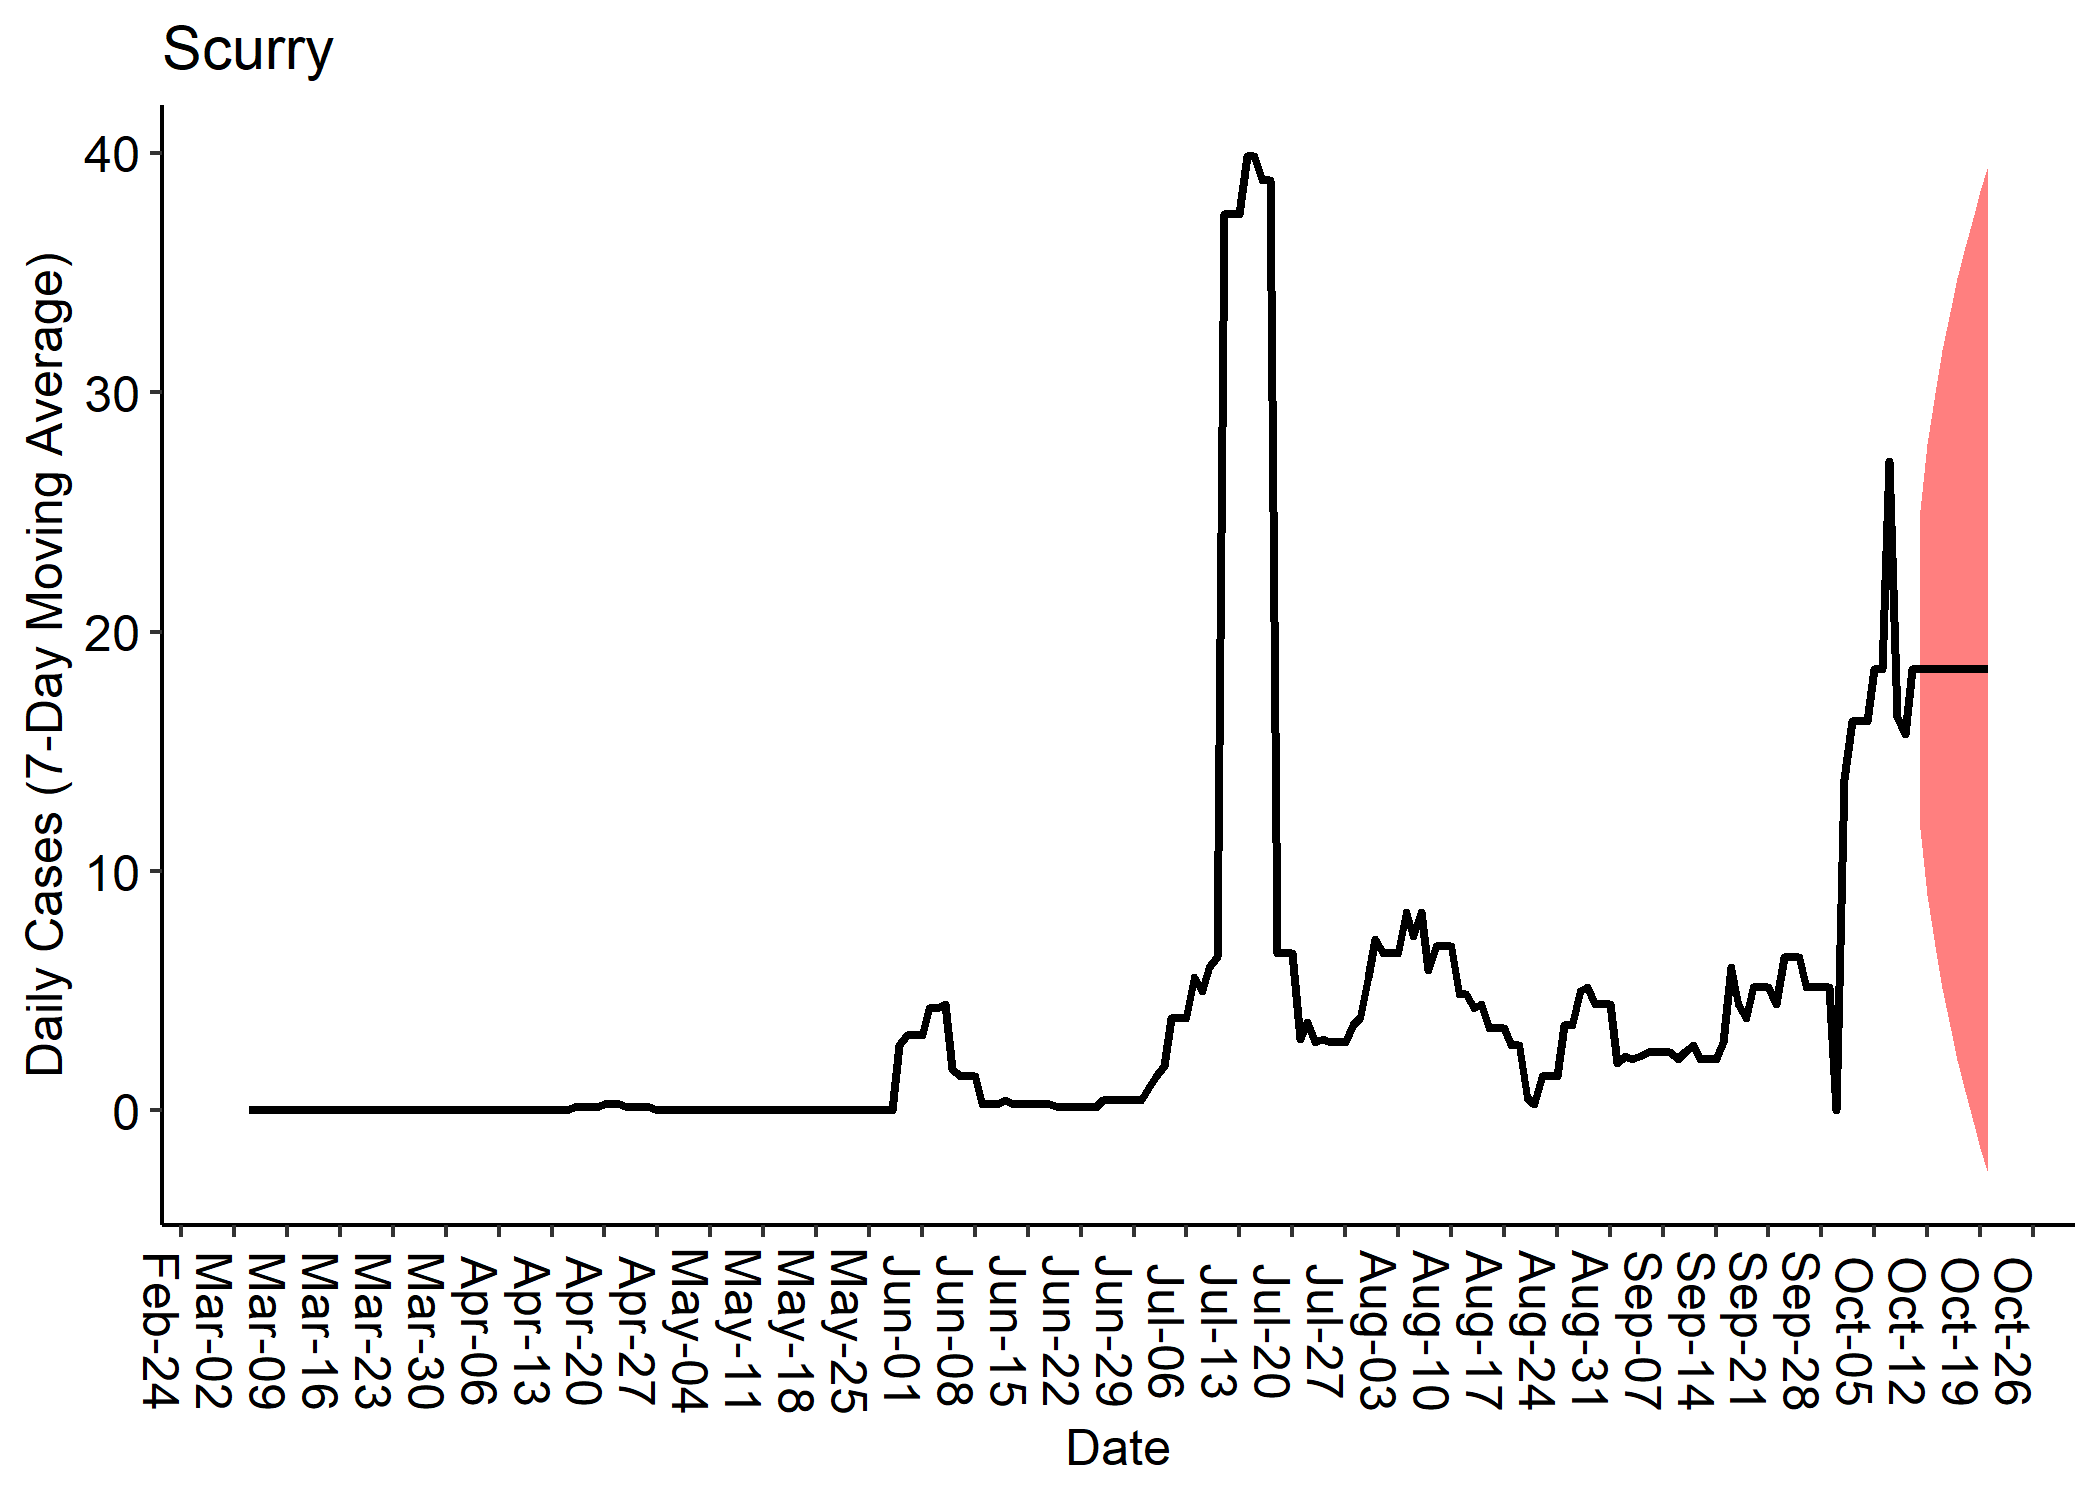 Scurry
Daily Cases (7-Day Moving Average)
40
30
20
10
0
Feb-24
Mar-02
Mar-09
Mar-16
Mar-23
Mar-30
Apr-06
Apr-13
Apr-20
Apr-27
May-04
May-11
May-18
May-25
Jun-01
Jun-08
Jun-15
Jun-22
Jun-29
Jul-06
Jul-13
Jul-20
Jul-27
Aug-03
Aug-10
Aug-17
Aug-24
Aug-31
Sep-07
Sep-14
Sep-21
Sep-28
Oct-05
Oct-12
Oct-19
Oct-26
Date